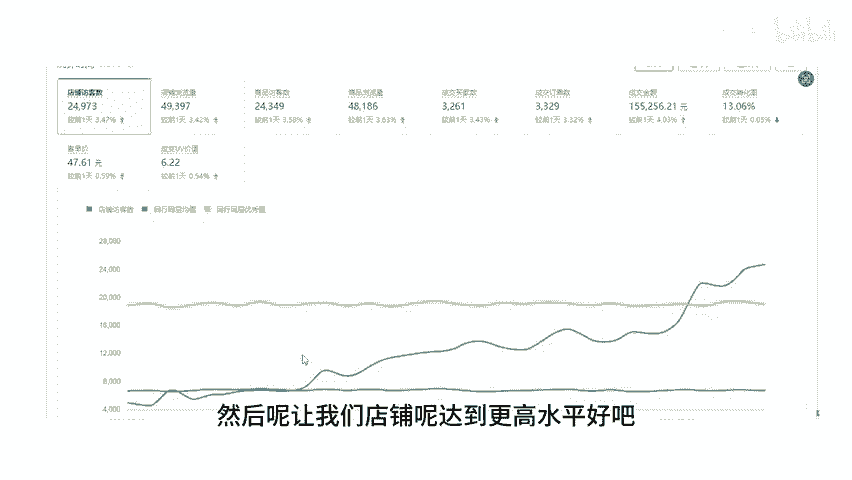 店铺访客数 店铺浏览量 商品访客数 商品浏览量 成交买家数 成交订单数 成交金额 成交转化率
24,973 49,397 24,349 48,186 3,261 3,329 155,256.21 元 13.06%
较前1天 3.47% 较前1天 3.42% 较前1天 3.58% 较前1天 3.63% 较前1天 3.43% 较前1天 3.32% 较前1天 4.03% 较前1天 0.05%
客单价 成交UV价值
47.61 元 6.22
较前1天 0.59% 较前1天 0.54%
店铺访客数 同行同层均值 同行同层优秀值
28,000
24,000
20,000
16,000
12,000
8,000
4,000
然后呢让我们店铺呢达到更高水平好吧